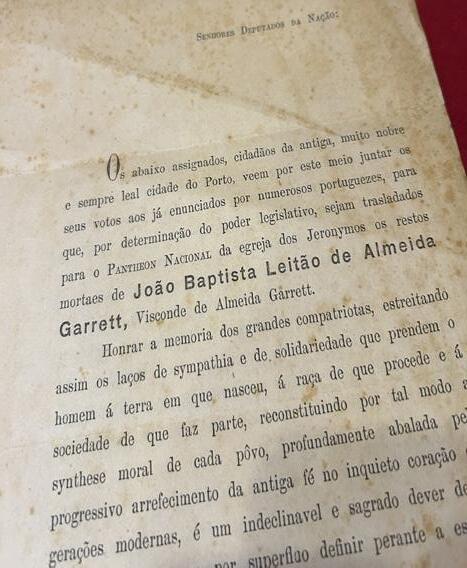 Senhores Deputados da Nação:
Os abaixo assignados, cidadãos da antiga, muito nobre
e sempre leal cidade do Porto, veem por este meio juntar os
seus votos aos já enunciados por numerosos portuguezes, para
que, por determinação do poder legislativo, sejam trasladados
para o Pantheon Nacional da egreja dos Jeronymos os restos
mortaes de João Baptista Leitão de Almeida
Garrett, Visconde de Almeida Garrett.
Honrar a memoria dos grandes compatriotas, estreitando
assim os laços de sympathia e de solidariedade que prendem o
homem á terra em que nasceu, á raça de que procede e á
sociedade de que faz parte, reconstituindo por tal modo a
synthese moral de cada pôvo, profundamente abalada pe
progressivo arrefecimento da antiga fé no inquieto coração
gerações modernas, é um indeclinavel e sagrado dever de
por superfluo definir perante a es